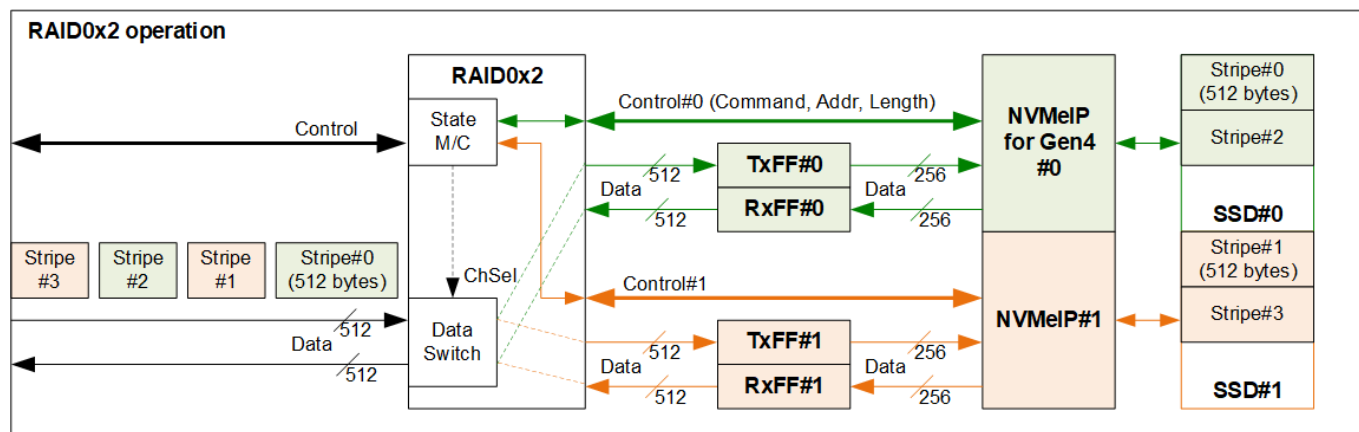 RAID0x2 operation
RAID0x2
Control
State
M/C
Control#0 (Command, Addr, Length)
NVMeIP
for Gen4
#0
Stripe#0
(512 bytes)
Stripe#2
SSD#0
512
TxFF#0
256
Data
Data
512
RxFF#0
256
Stripe
#3
Stripe
#2
Stripe
#1
Stripe#0
(512 bytes)
ChSel
Control#1
NVMeIP#1
Stripe#1
(512 bytes)
Stripe#3
SSD#1
512
Data
512
Data
Switch
512
TxFF#1
256
Data
Data
512
RxFF#1
256